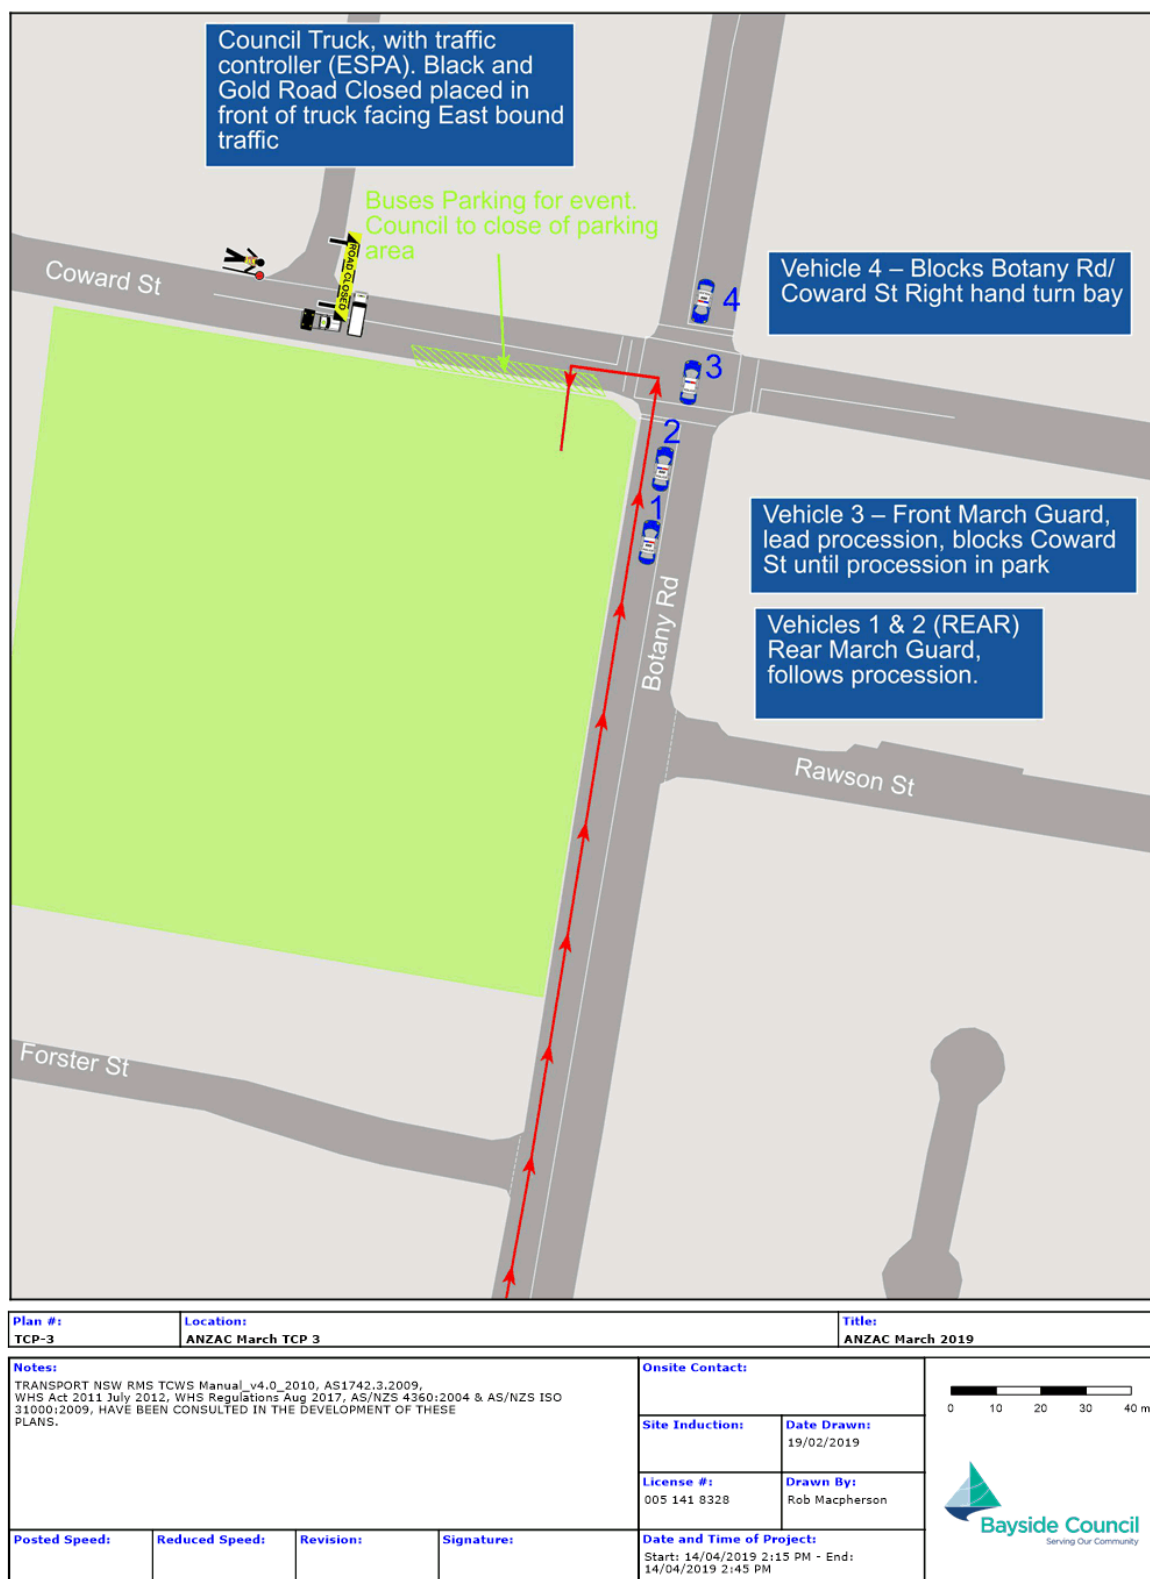 Council Truck, with traffic
controller (ESPA). Black and
Gold Road Closed placed in
front of truck facing East bound
traffic
Buses Parking for event.
Council to close of parking
area
ROAD CLOSED
Coward St
Vehicle 4 – Blocks Botany Rd/
Coward St Right hand turn bay
4
3
2
1
Vehicle 3 – Front March Guard,
lead procession, blocks Coward
St until procession in park
Vehicles 1 & 2 (REAR)
Rear March Guard,
follows procession.
Botany Rd
Rawson St
Forster St
Plan #:
TCP-3
Location:
ANZAC March TCP 3
Title:
ANZAC March 2019
Notes:
TRANSPORT NSW RMS TCWS Manual_v4.0_2010, AS1742.3.2009,
WHS Act 2011 July 2012, WHS Regulations Aug 2017, AS/NZS 4360:2004 & AS/NZS ISO
31000:2009, HAVE BEEN CONSULTED IN THE DEVELOPMENT OF THESE
PLANS.
Onsite Contact:
Site Induction:
Date Drawn:
19/02/2019
License #:
005 141 8328
Drawn By:
Rob Macpherson
Posted Speed:
Reduced Speed:
Revision:
Signature:
Date and Time of Project:
Start: 14/04/2019 2:15 PM - End:
14/04/2019 2:45 PM
0 10 20 30 40 m
Bayside Council
Serving Our Community